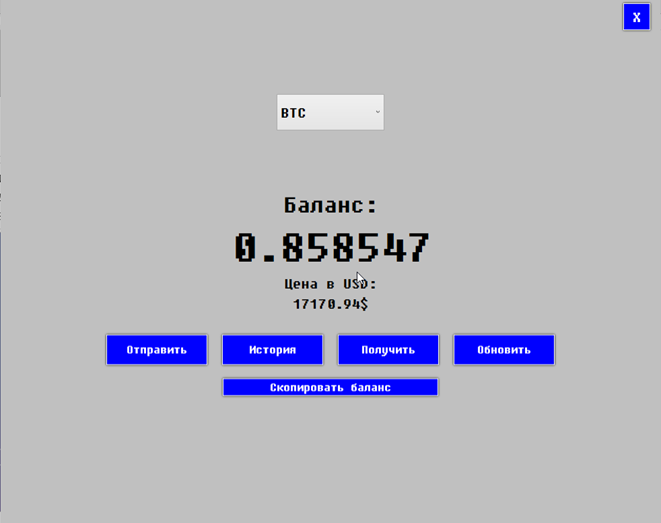 X
BTC
Баланс:
0.858547
Цена в USD:
17170.94$
Отправить История Получить Обновить
Скопировать баланс